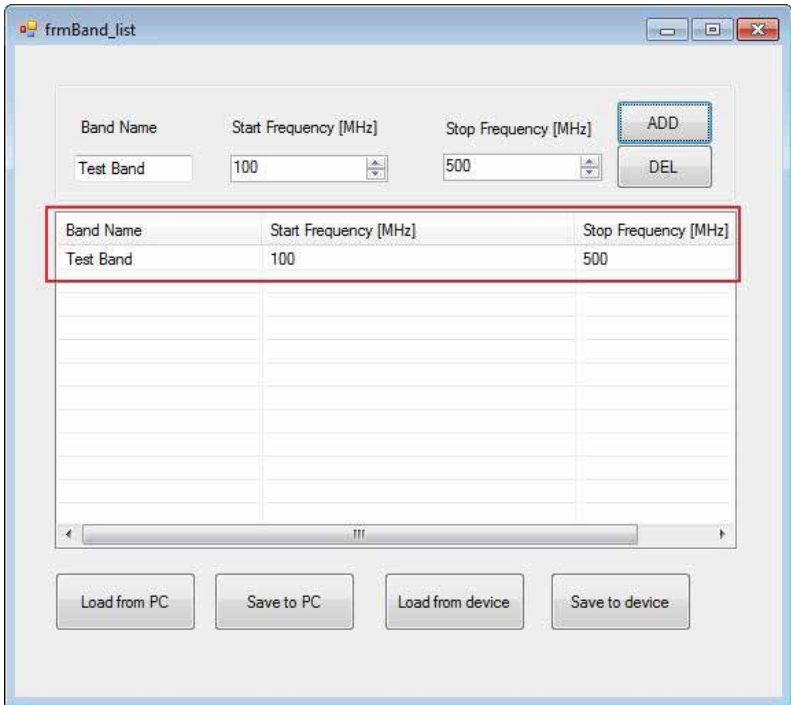 frmBand_list
Band Name Start Frequency [MHz] Stop Frequency [MHz] ADD
Test Band 100 500 DEL
Band Name Start Frequency [MHz] Stop Frequency [MHz]
Test Band 100 500
Load from PC Save to PC Load from device Save to device